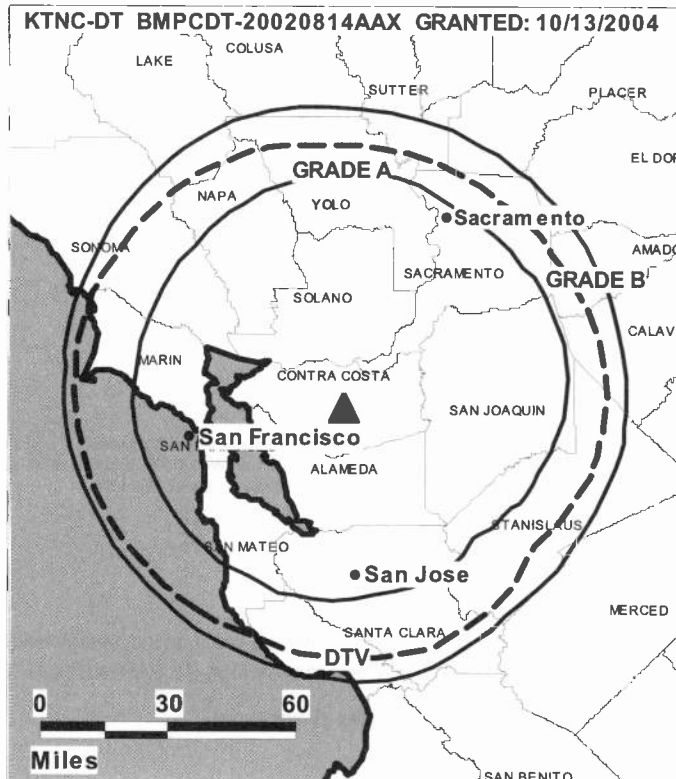 KTNC-DT BMPCDT-20020814AAX GRANTED: 10/13/2004
COLUSA
LAKE
SUTTER
PLACER
EL DOR
GRADE A
NAPA
YOLO
Sacramento
SONOMA
AMADO
SACRAMENTO
GRADE B
SOLANO
CALAV
MARIN
CONTRA COSTA
SAN JOAQUIN
San Francisco
ALAMEDA
STANISLAUS
SAN MATEO
San Jose
MERCED
SANTA CLARA
DTV
0 30 60
Miles
SAN BENITO